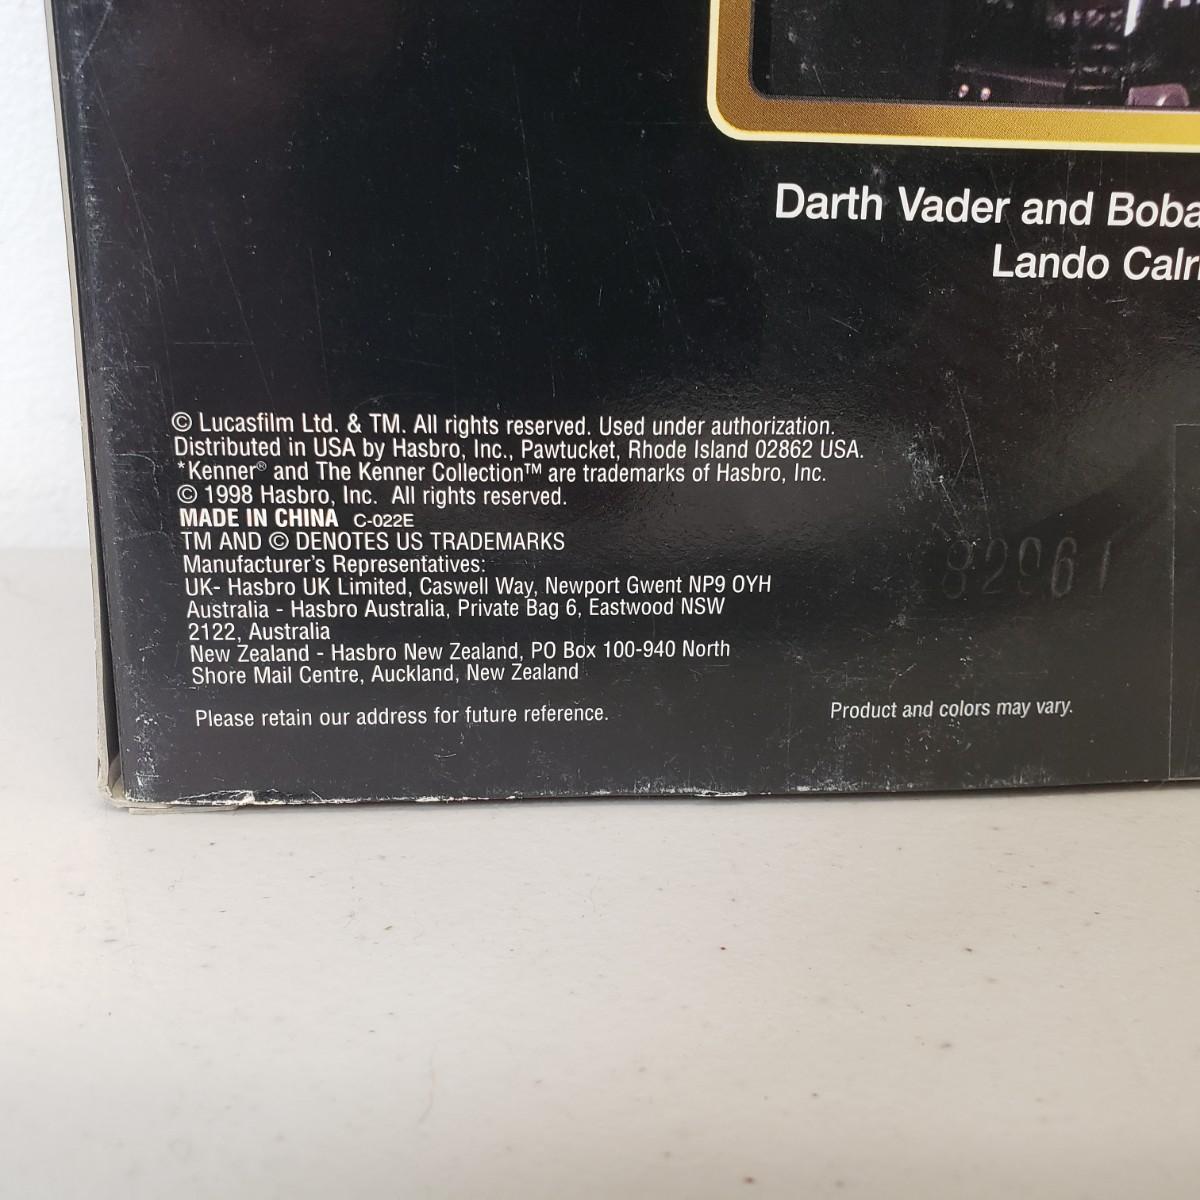 Darth Vader and Boba
Lando Calr
© Lucasfilm Ltd. & TM. All rights reserved. Used under authorization.
Distributed in USA by Hasbro, Inc., Pawtucket, Rhode Island 02862 USA.
*Kenner® and The Kenner Collection™ are trademarks of Hasbro, Inc.
© 1998 Hasbro, Inc. All rights reserved.
MADE IN CHINA C-022E
TM AND © DENOTES US TRADEMARKS
Manufacturer's Representatives:
UK- Hasbro UK Limited, Caswell Way, Newport Gwent NP9 OYH
Australia - Hasbro Australia, Private Bag 6, Eastwood NSW
2122, Australia
New Zealand - Hasbro New Zealand, PO Box 100-940 North
Shore Mail Centre, Auckland, New Zealand
Please retain our address for future reference.
Product and colors may vary.